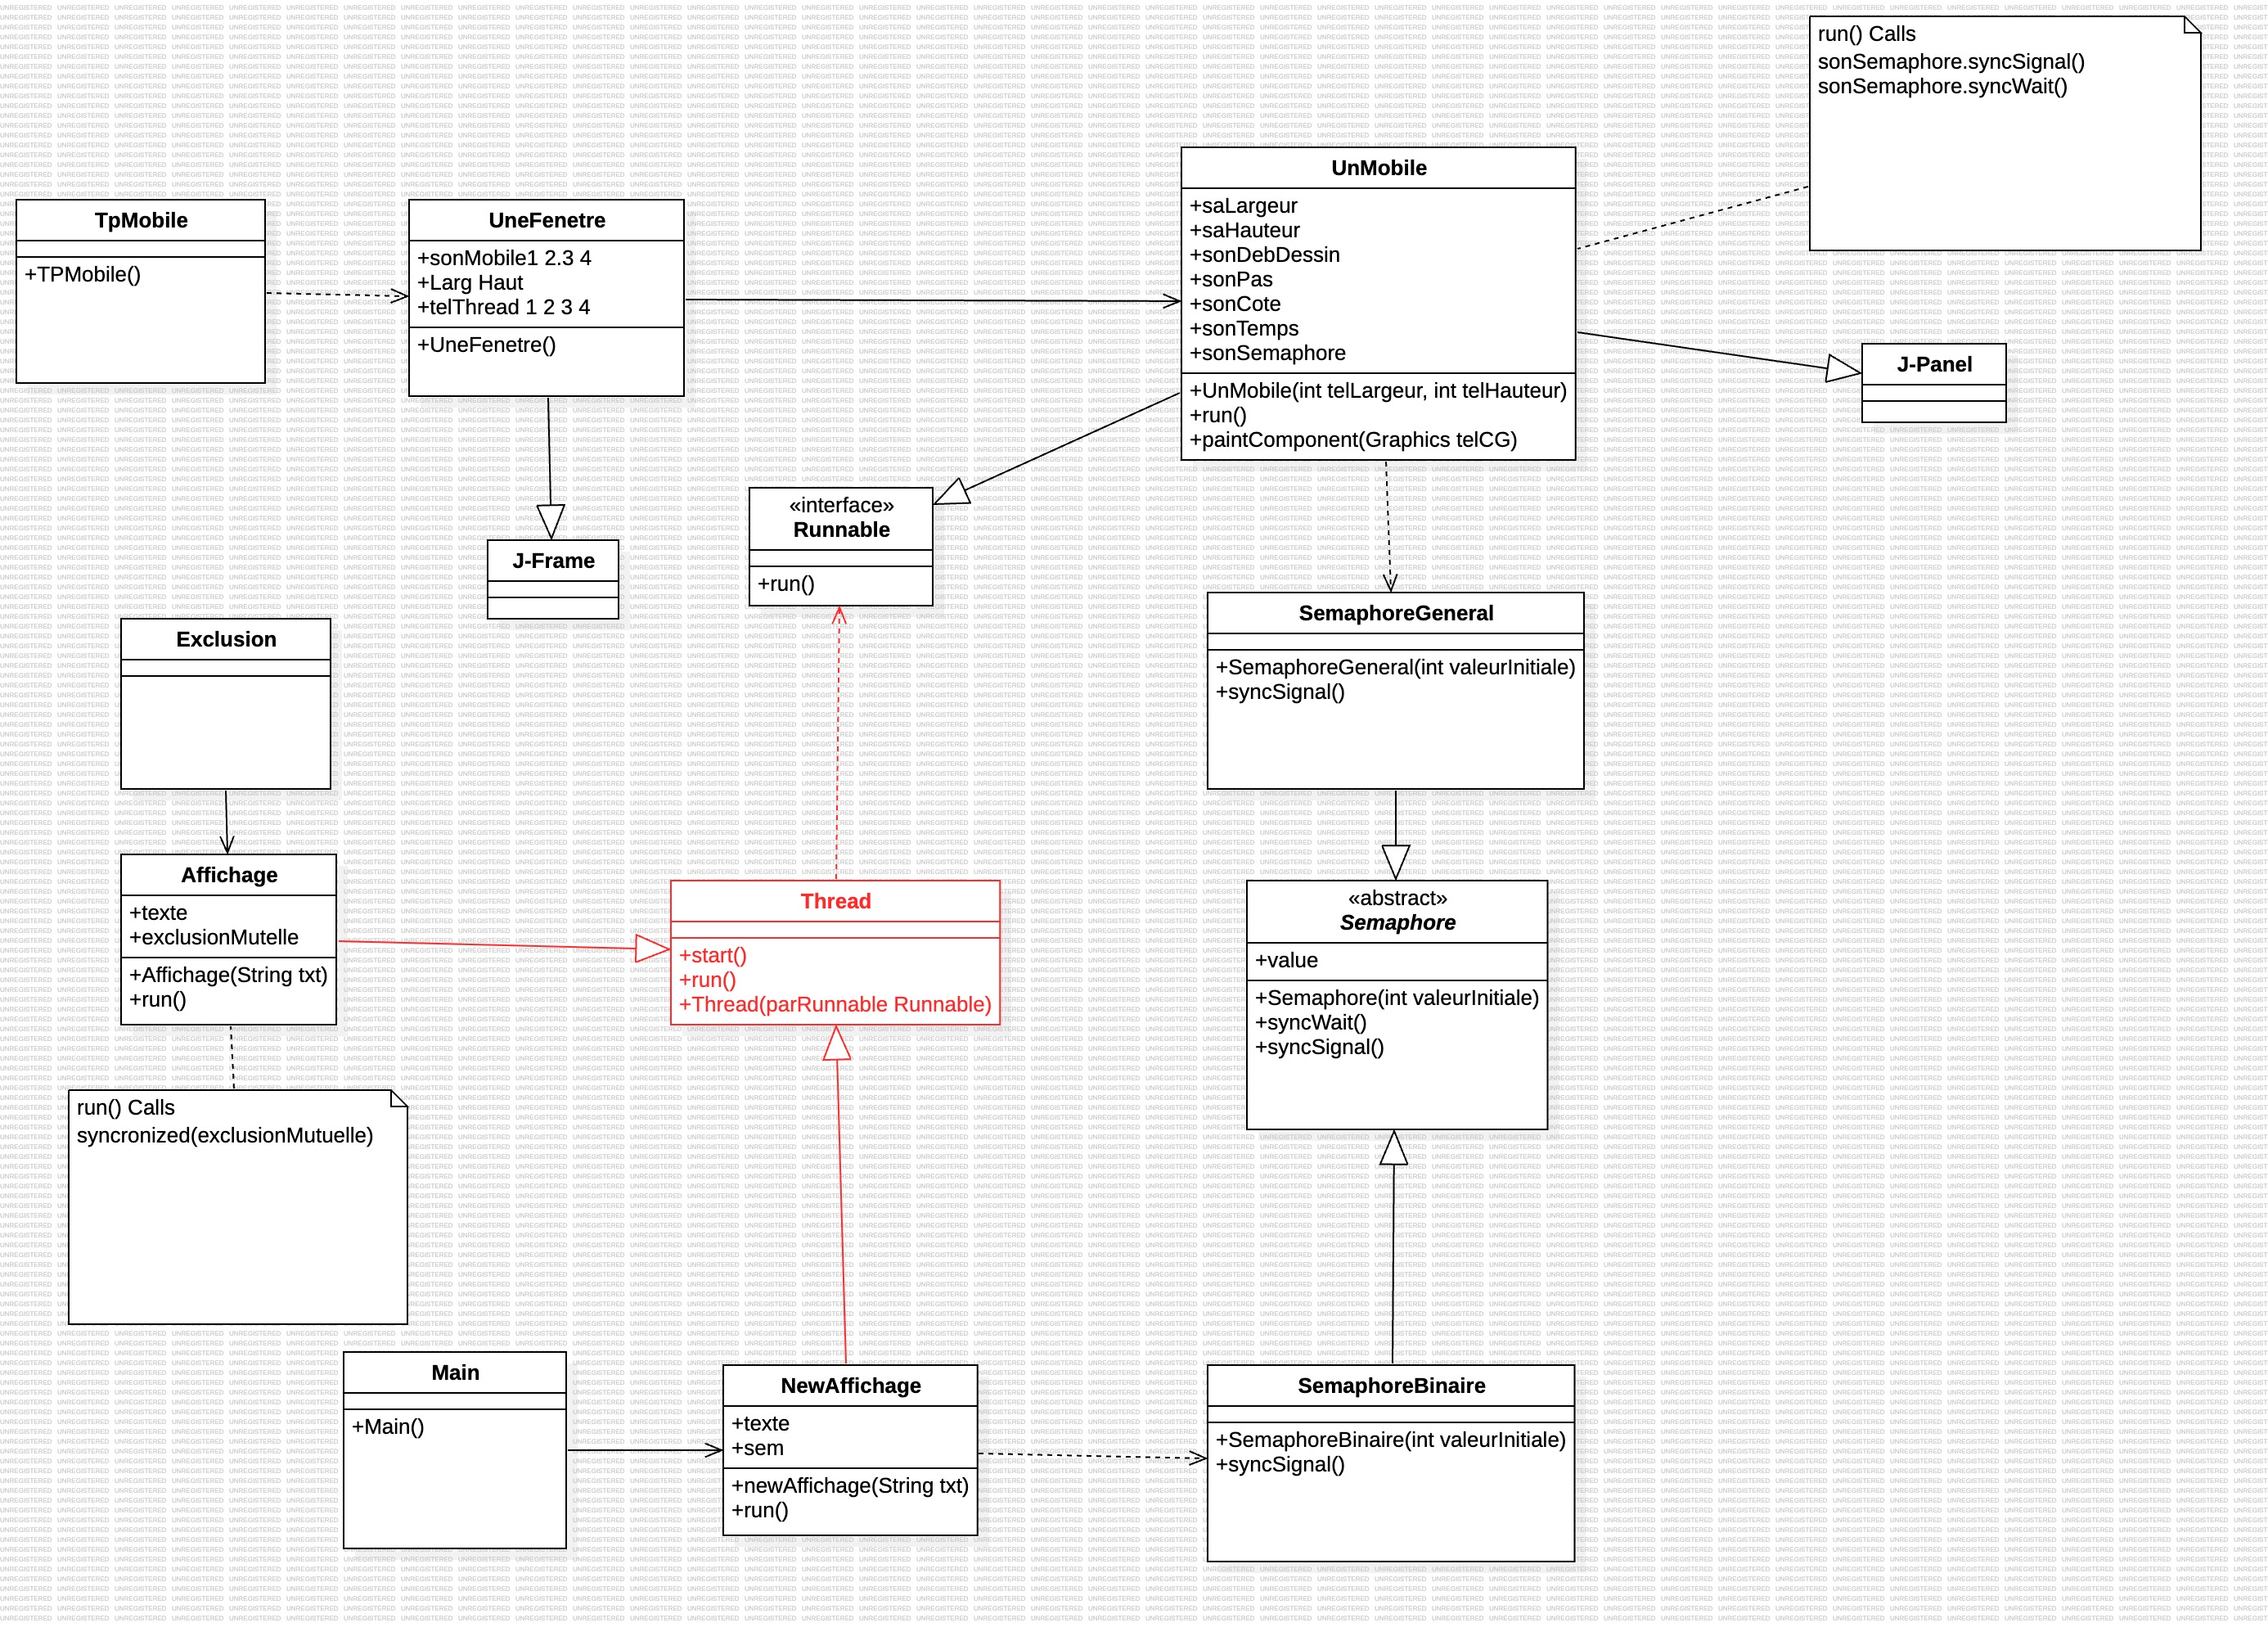 run() Calls
sonSemaphore.syncSignal()
sonSemaphore.syncWait()
UnMobile
+saLargeur
+saHauteur
+sonDebDessin
+sonPas
+sonCote
+sonTemps
+sonSemaphore
+UnMobile(int telLargeur, int telHauteur)
+run()
+paintComponent(Graphics telCG)
TpMobile
+TPMobile()
UneFenetre
+sonMobile1 2.3 4
+Larg Haut
+telThread 1 2 3 4
+UneFenetre()
J-Panel
«interface»
Runnable
+run()
J-Frame
SemaphoreGeneral
+SemaphoreGeneral(int valeurInitiale)
+syncSignal()
Exclusion
Affichage
+texte
+exclusionMutelle
+Affichage(String txt)
+run()
Thread
+start()
+run()
+Thread(parRunnable Runnable)
«abstract»
Semaphore
+value
+Semaphore(int valeurInitiale)
+syncWait()
+syncSignal()
run() Calls
syncronized(exclusionMutuelle)
Main
+Main()
NewAffichage
+texte
+sem
+newAffichage(String txt)
+run()
SemaphoreBinaire
+SemaphoreBinaire(int valeurInitiale)
+syncSignal()
UNREGISTERED